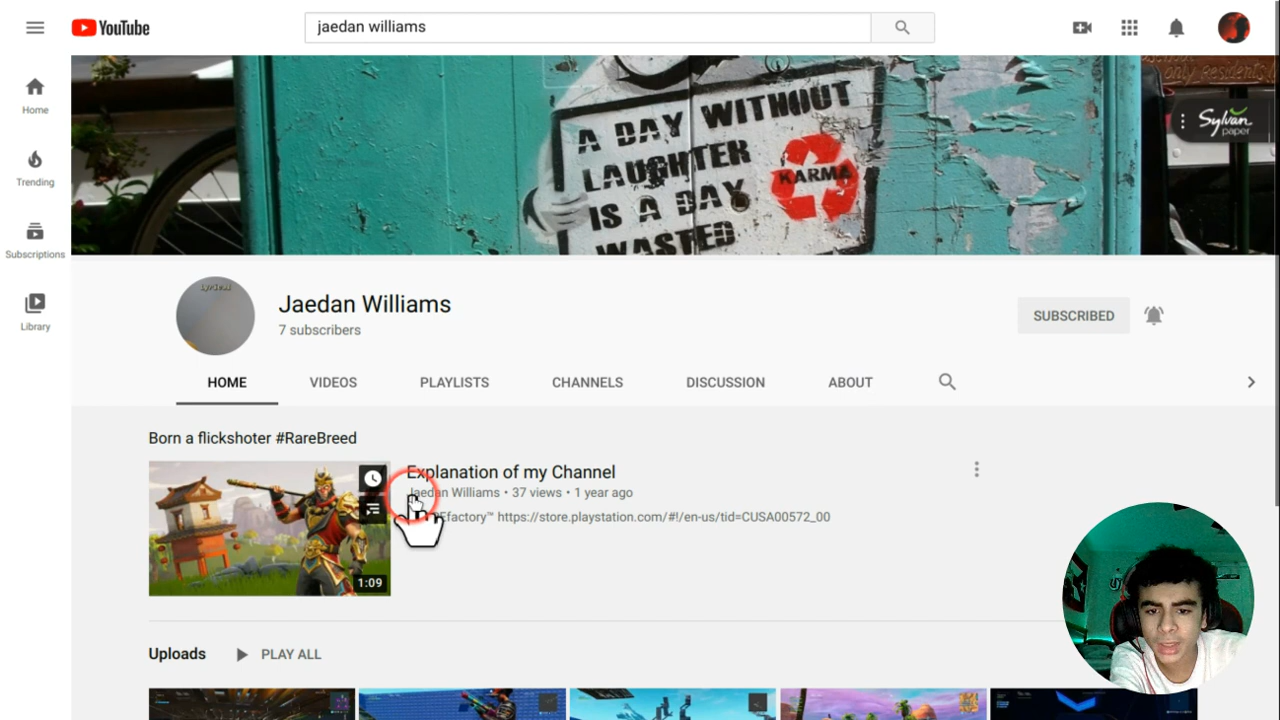 YouTube
jaedan williams
Home
Trending
Subscriptions
Library
A DAY WITHOUT
LAUGHTER
IS A DAY
WASTED
KARMA
only Residents
Sylvan
paper
Jaedan Williams
7 subscribers
SUBSCRIBED
HOME VIDEOS PLAYLISTS CHANNELS DISCUSSION ABOUT
Born a flickshoter #RareBreed
1:09
Explanation of my Channel
Jaedan Williams • 37 views • 1 year ago
https://store.playstation.com/#!/en-us/tid=CUSA00572_00
Uploads PLAY ALL